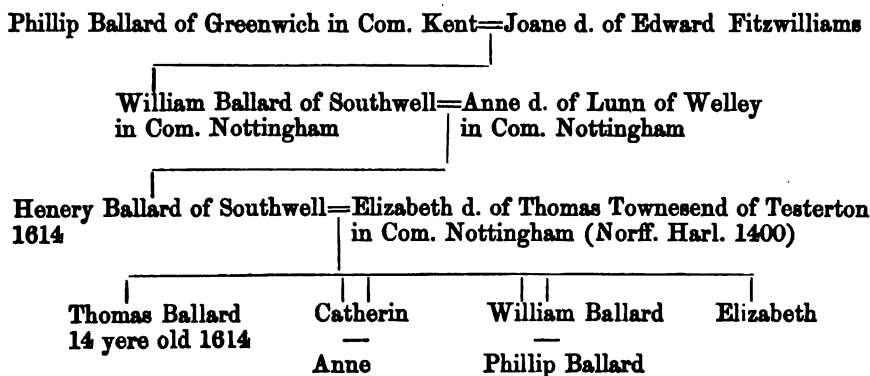 Phillip Ballard of Greenwich in Com. Kent=Joane d. of Edward Fitzwilliams
William Ballard of Southwell=Anne d. of Lunn of Welley
in Com. Nottingham in Com. Nottingham
Henery Ballard of Southwell=Elizabeth d. of Thomas Townesend of Testerton
1614 in Com. Nottingham (Norff. Harl. 1400)
Thomas Ballard Catherin William Ballard Elizabeth
14 yere old 1614 — —
Anne Phillip Ballard